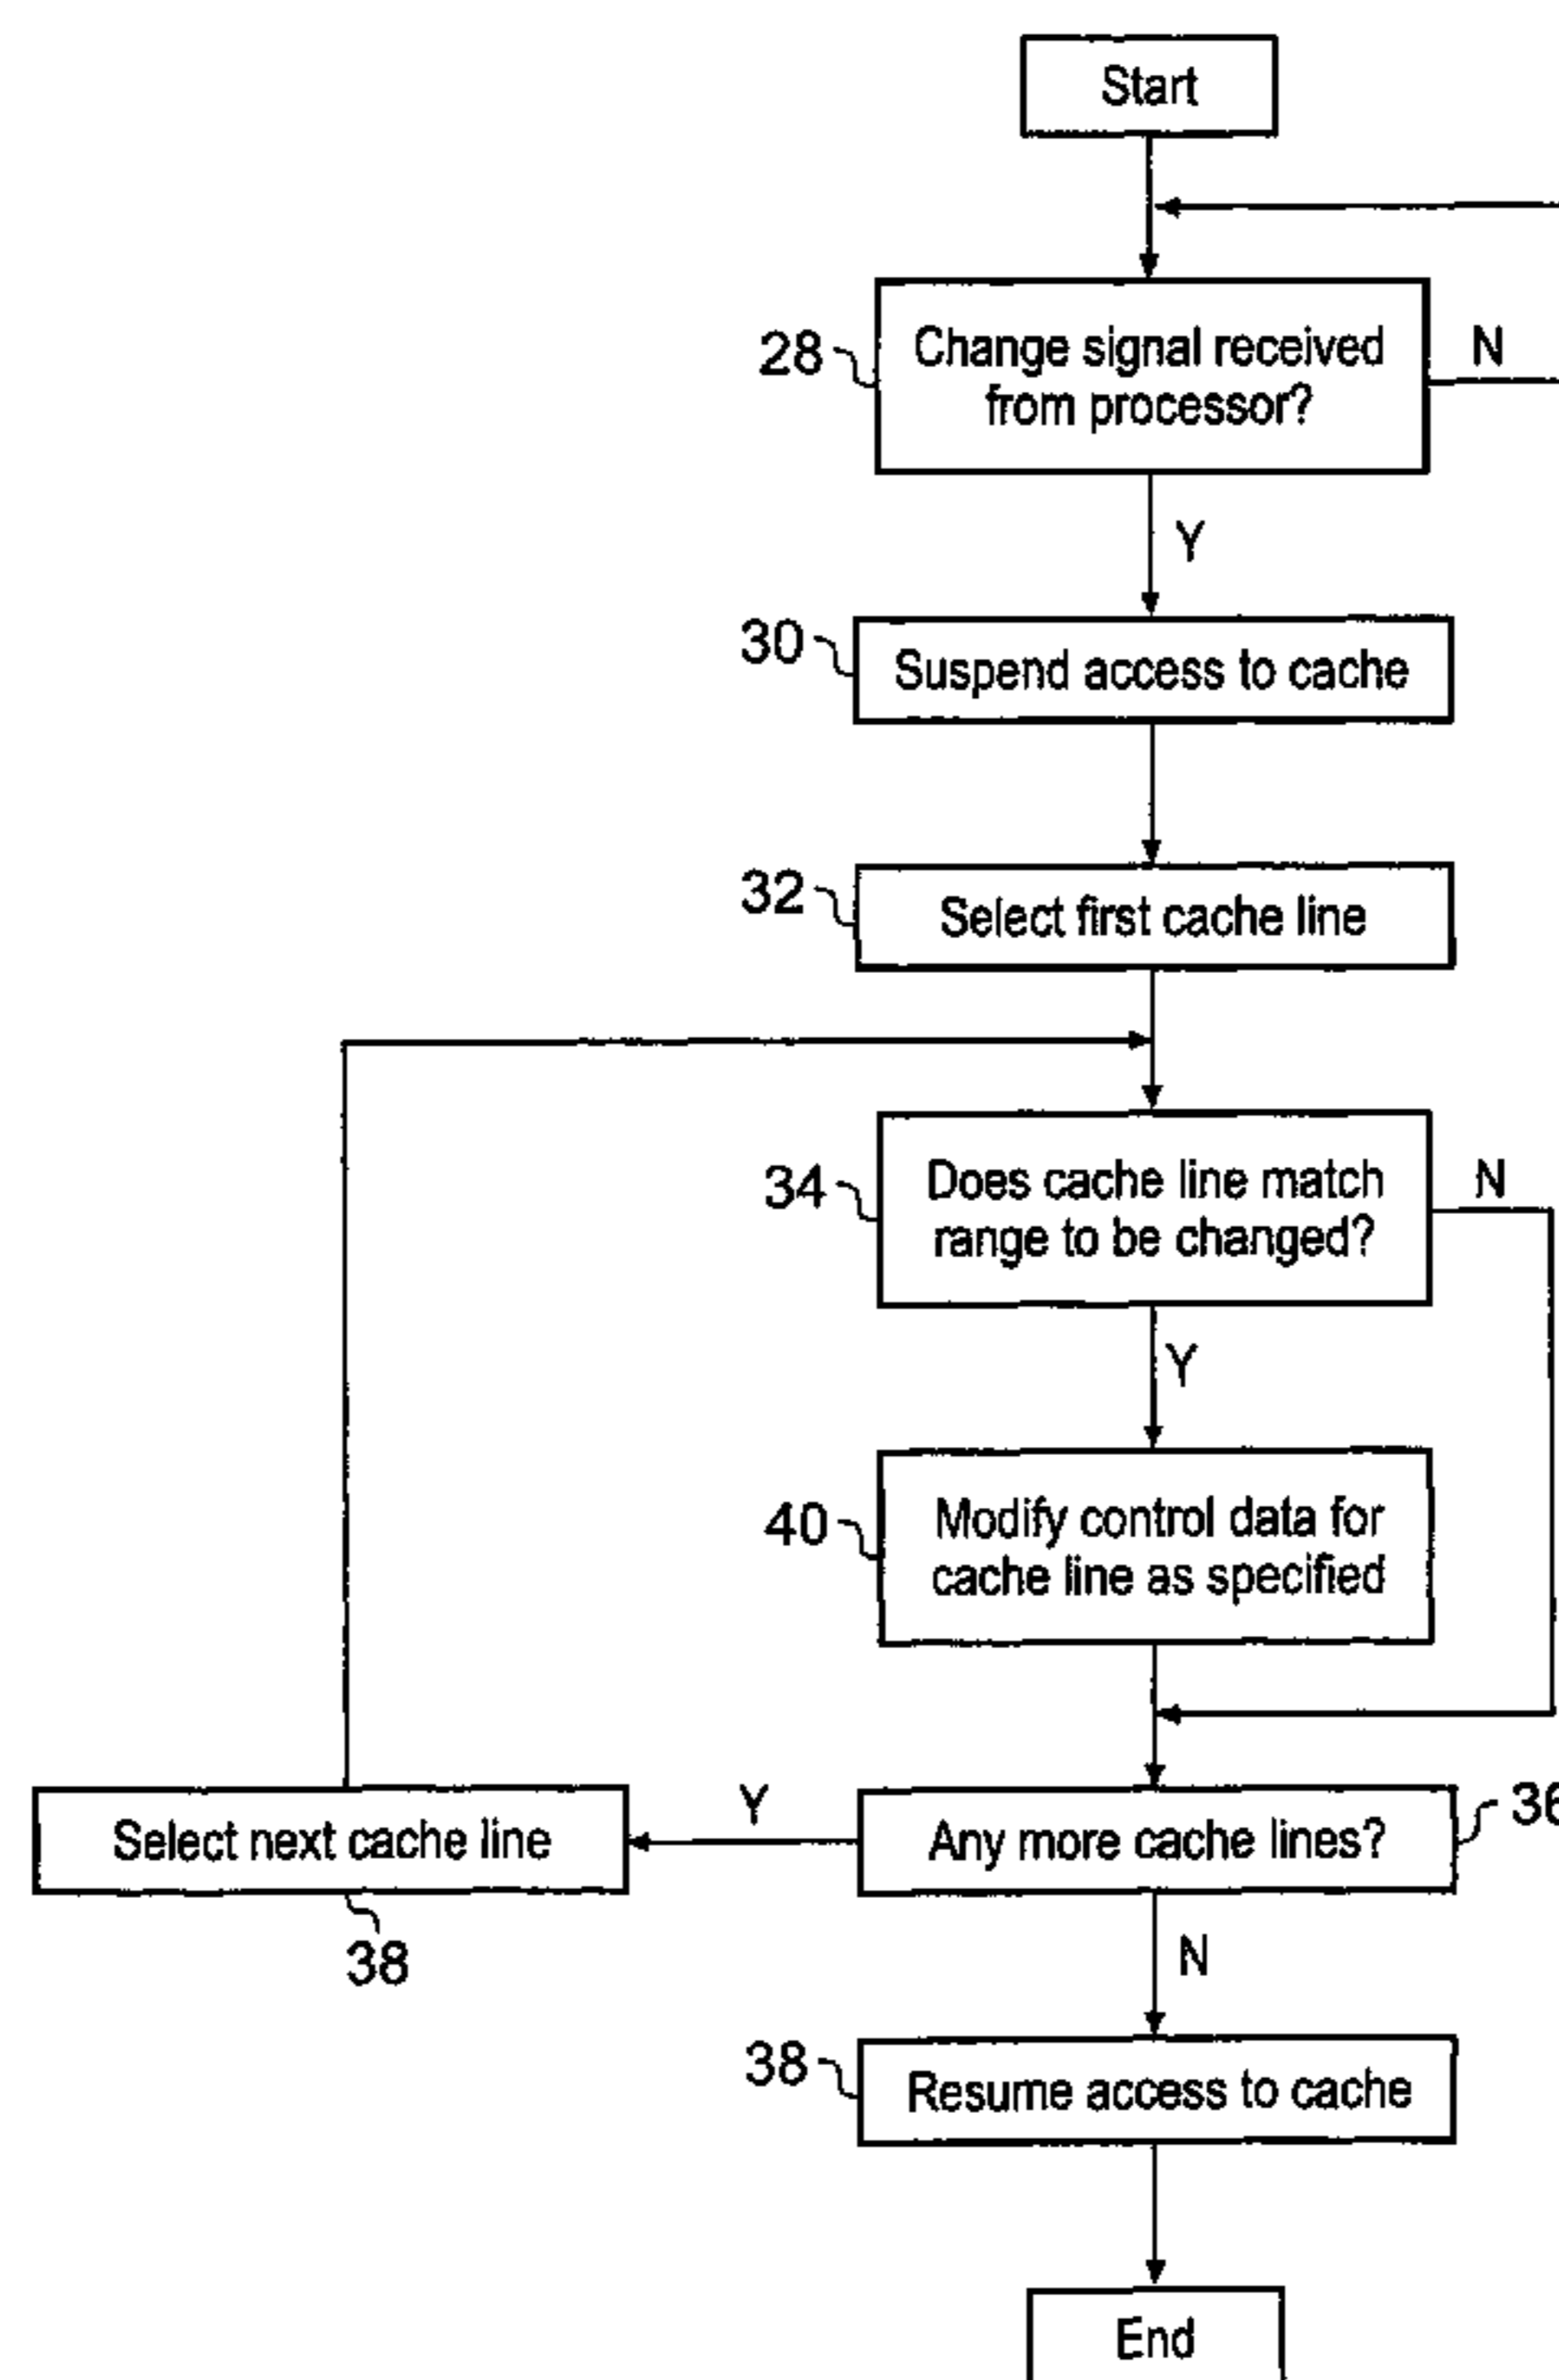 Start
28
Change signal received
from processor?
N
Y
30
Suspend access to cache
32
Select first cache line
34
Does cache line match
range to be changed?
N
Y
40
Modify control data for
cache line as specified
Select next cache line
38
Y
Any more cache lines?
36
N
38
Resume access to cache
End